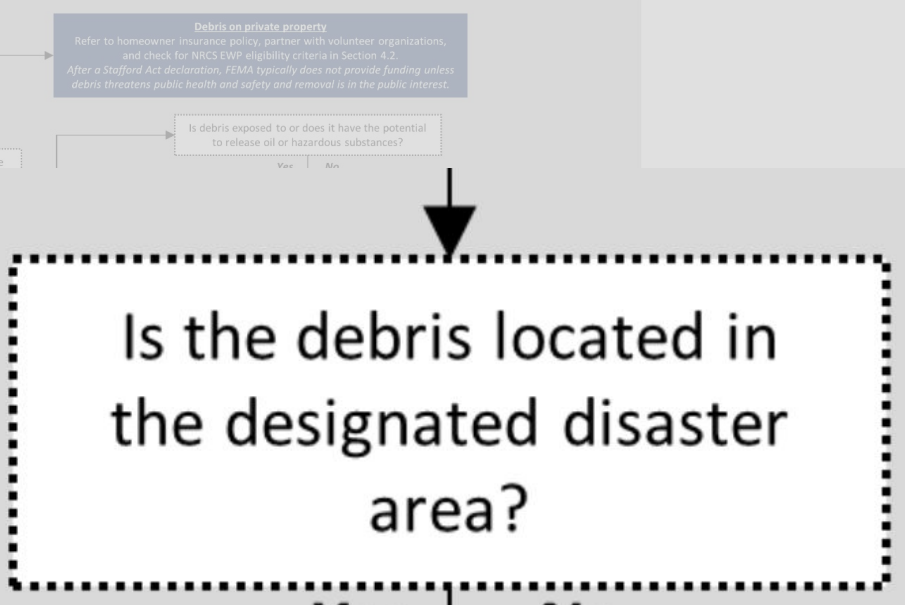 Debris on private property
Refer to homeowner insurance policy, partner with volunteer organizations,
and check for NRCS EWP eligibility criteria in Section 4.2.
After a Stafford Act declaration, FEMA typically does not provide funding unless
debris threatens public health and safety and removal is in the public interest.
Is debris exposed to or does it have the potential
to release oil or hazardous substances?
e
Yes No
Is the debris located in
the designated disaster
area?